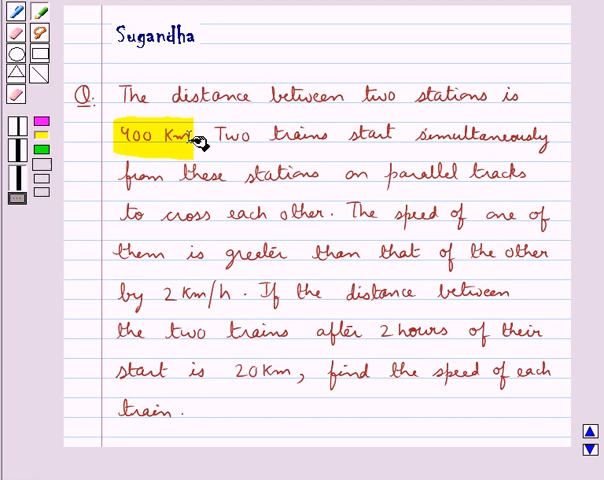 Sugandha
Q. The distance between two stations is
400 Km. Two trains start simultaneously
from these stations on parallel tracks
to cross each other. The speed of one of
them is greater than that of the other
by 2 Km/h. If the distance between
the two trains after 2 hours of their
start is 20 Km, find the speed of each
train.